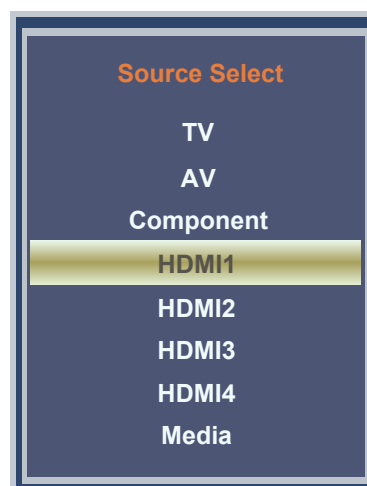 Source Select
TV
AV
Component
HDMI1
HDMI2
HDMI3
HDMI4
Media